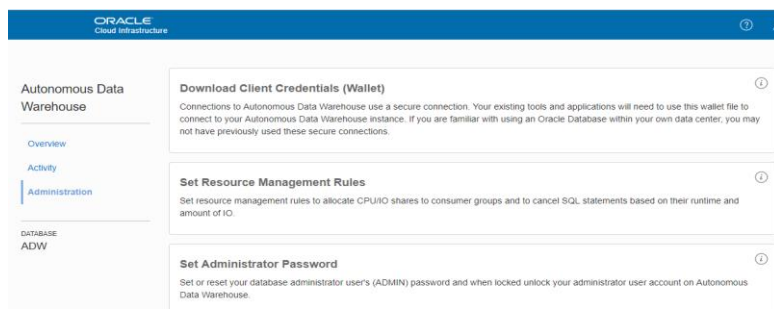 ORACLE
Cloud Infrastructure
Autonomous Data
Warehouse
Overview
Activity
Administration
DATABASE
ADW
Download Client Credentials (Wallet)
Connections to Autonomous Data Warehouse use a secure connection. Your existing tools and applications will need to use this wallet file to
connect to your Autonomous Data Warehouse instance. If you are familiar with using an Oracle Database within your own data center, you may
not have previously used these secure connections.
Set Resource Management Rules
Set resource management rules to allocate CPU/IO shares to consumer groups and to cancel SQL statements based on their runtime and
amount of IO.
Set Administrator Password
Set or reset your database administrator user's (ADMIN) password and when locked unlock your administrator user account on Autonomous
Data Warehouse.